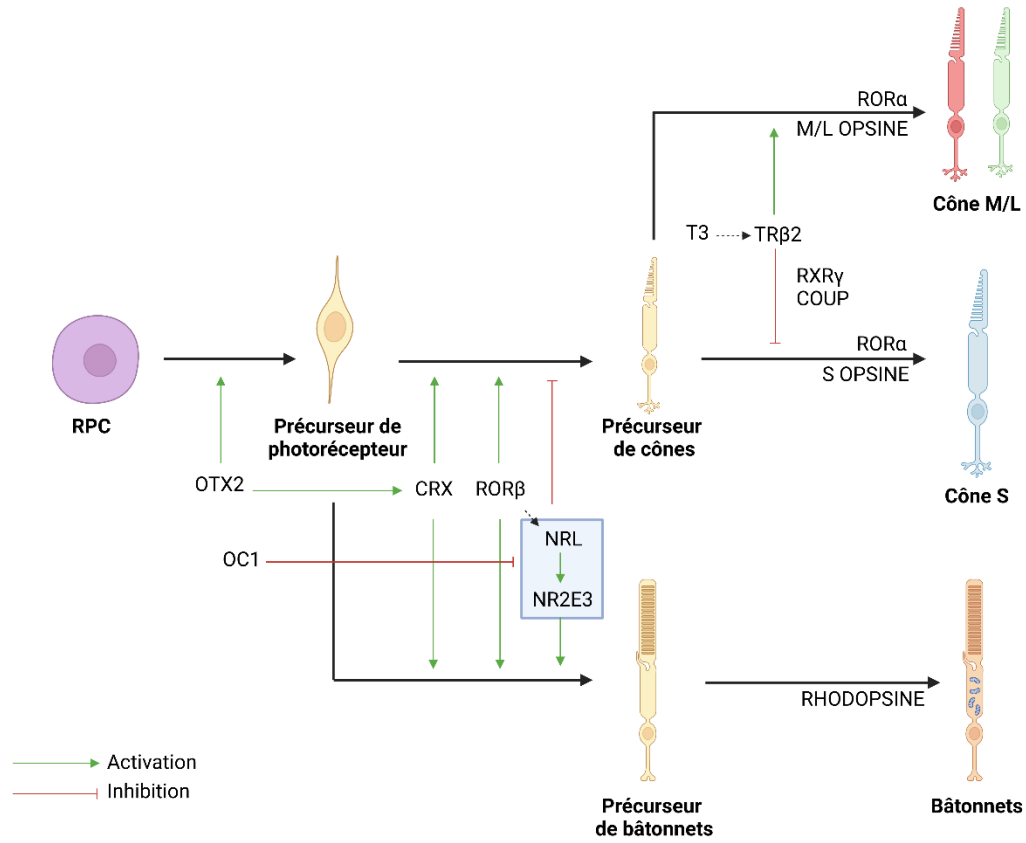 RORα
M/L OPSINE
Cône M/L
T3
TRβ2
RXRγ
COUP
RORα
S OPSINE
RPC
Précurseur de
photorécepteur
Précurseur
de cônes
Cône S
OTX2
CRX
RORβ
OC1
NRL
NR2E3
RHODOPSINE
Activation
Inhibition
Précurseur
de bâtonnets
Bâtonnets